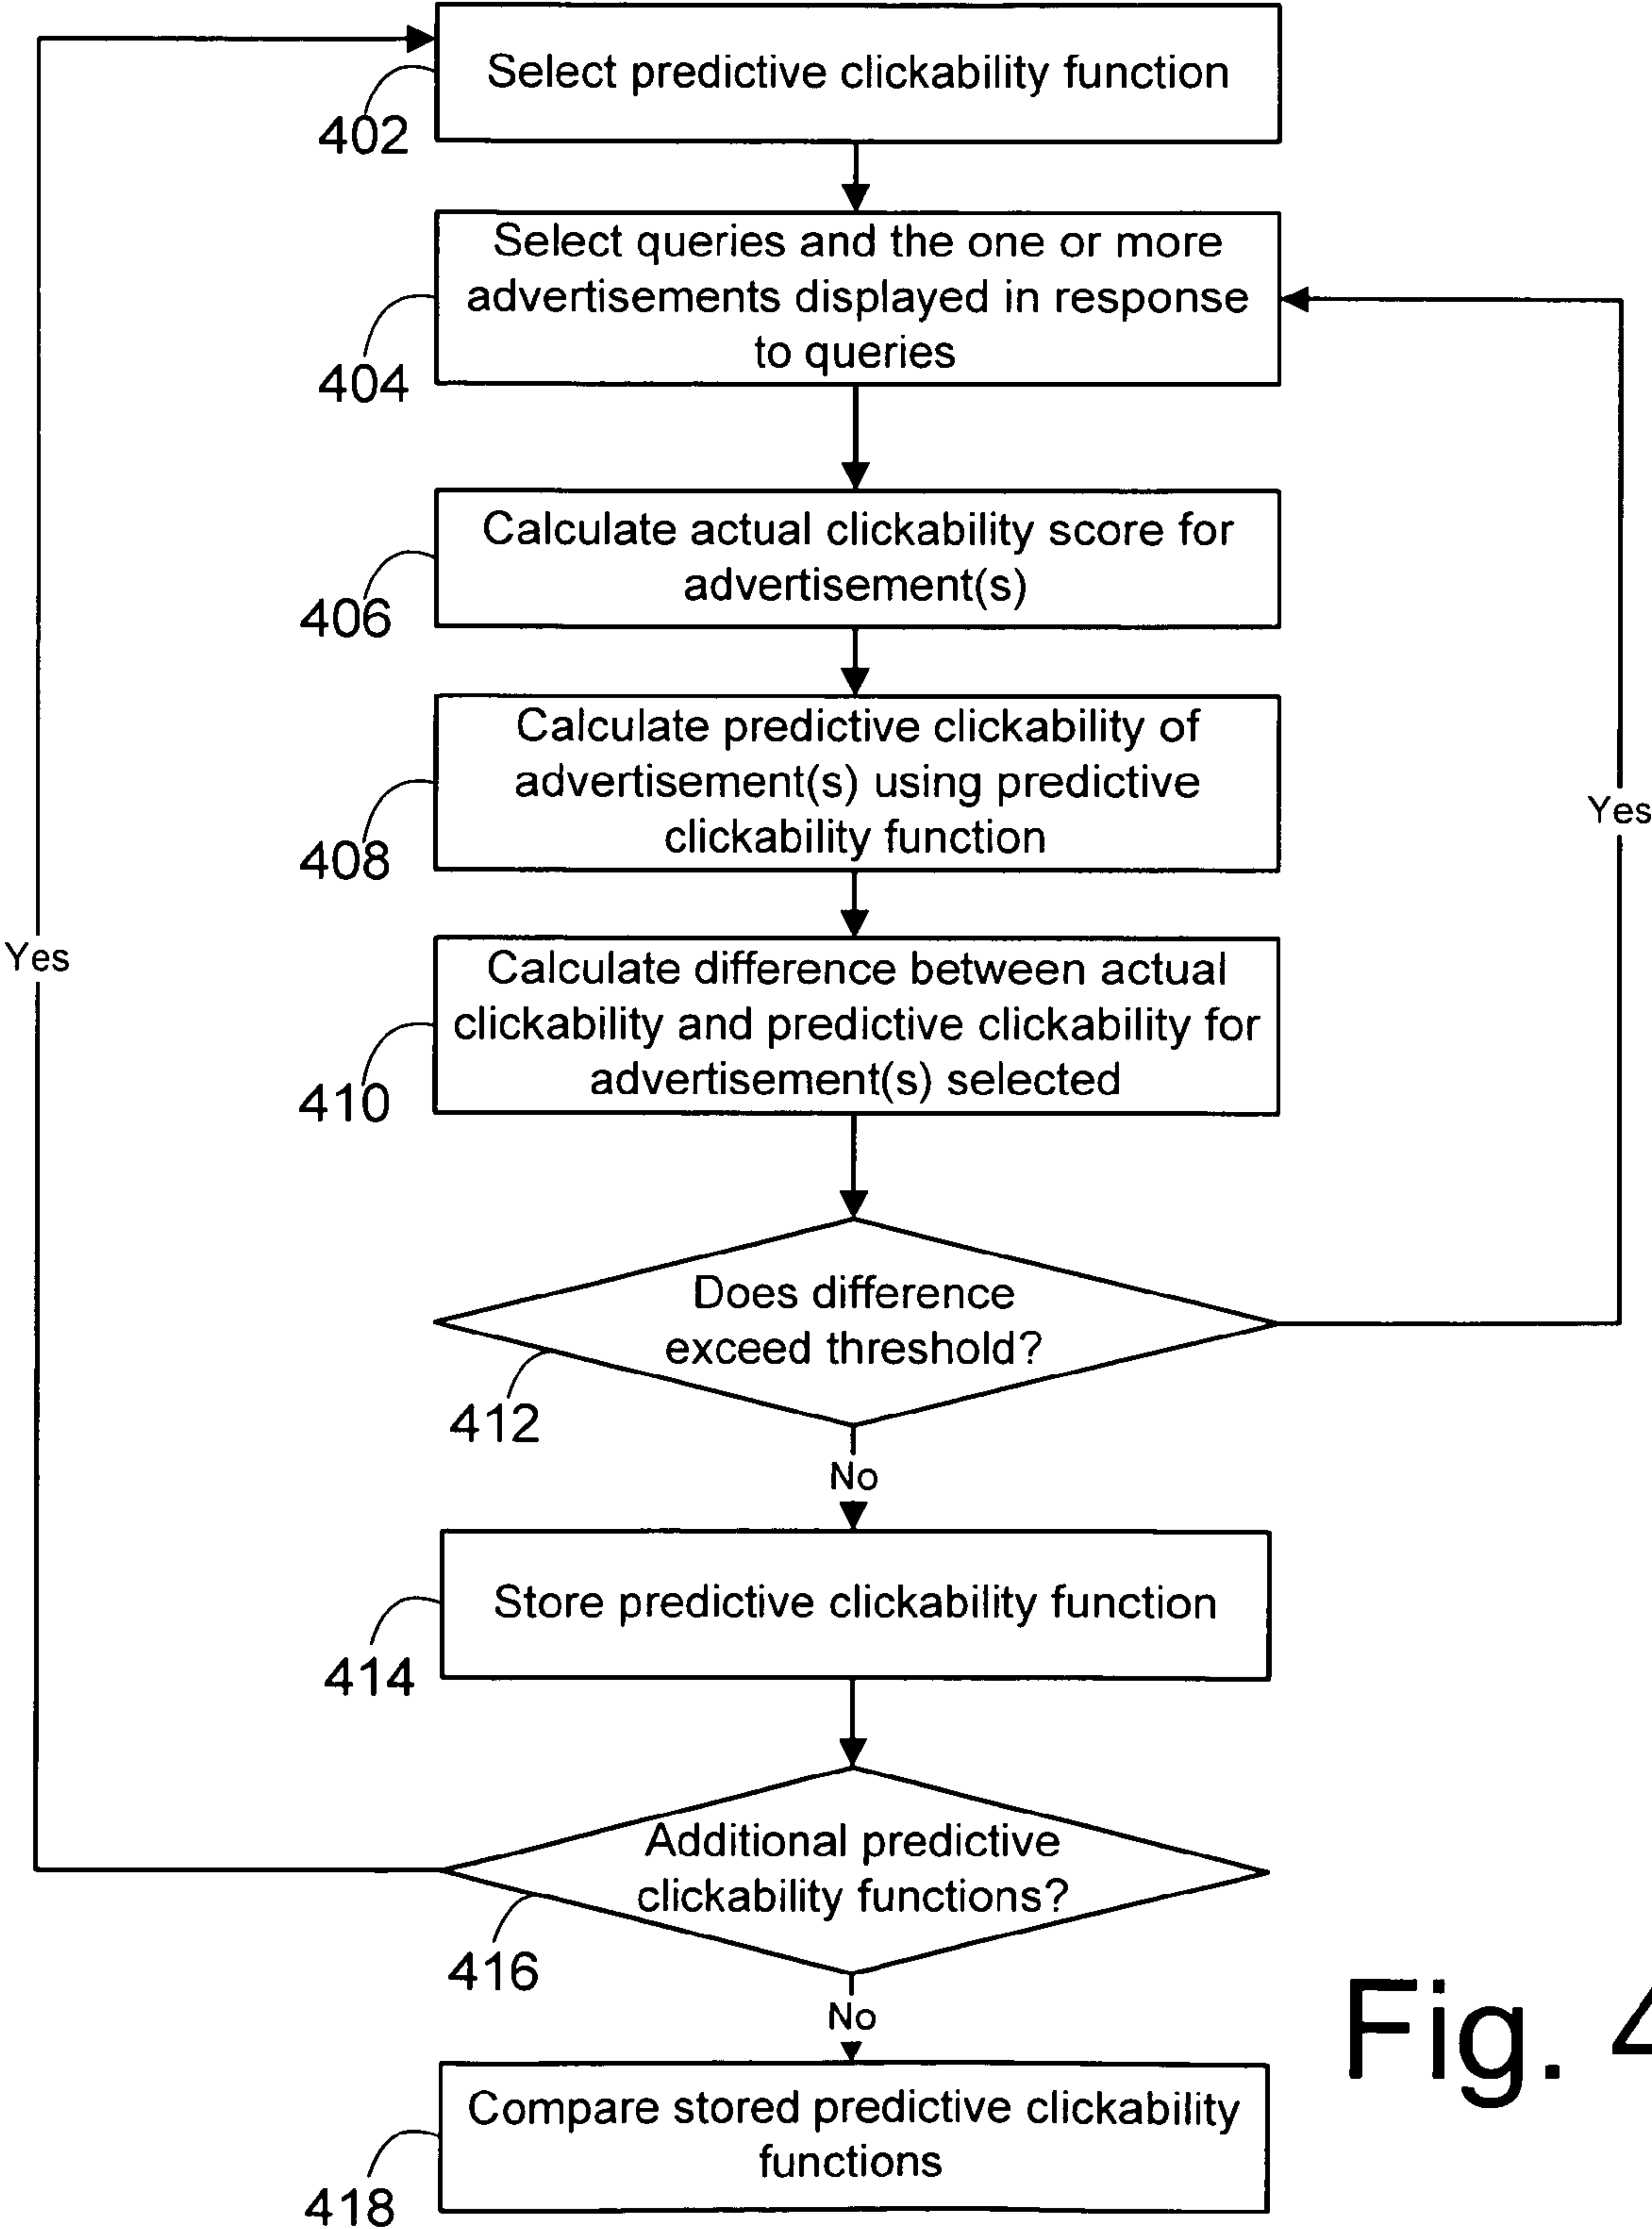 Select predictive clickability function
402
Select queries and the one or more
advertisements displayed in response
to queries
404
Calculate actual clickability score for
advertisement(s)
406
Calculate predictive clickability of
advertisement(s) using predictive
clickability function
408
Yes
Yes
Calculate difference between actual
clickability and predictive clickability for
advertisement(s) selected
410
Does difference
exceed threshold?
412
No
Store predictive clickability function
414
Additional predictive
clickability functions?
416
No
Compare stored predictive clickability
functions
418
Fig. 4